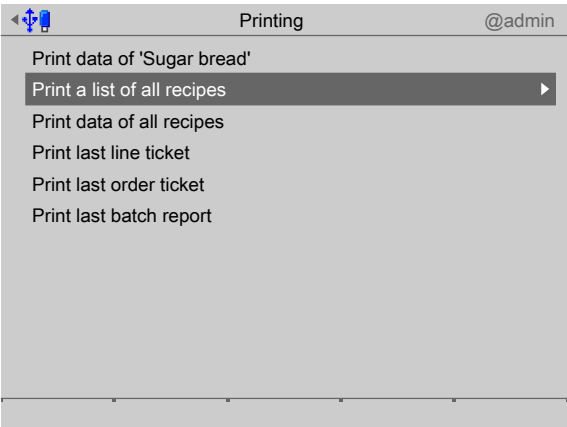 Printing @admin
Print data of 'Sugar bread'
Print a list of all recipes
Print data of all recipes
Print last line ticket
Print last order ticket
Print last batch report